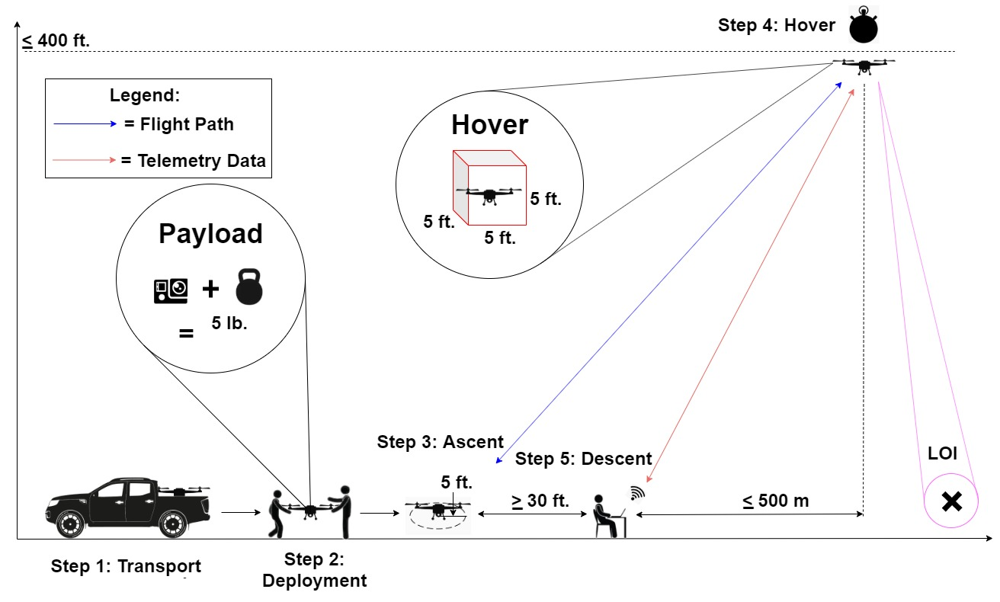 Step 4: Hover
≤ 400 ft.
Legend:
= Flight Path
= Telemetry Data
Hover
5 ft.
5 ft.
5 ft.
Payload
+
5 lb.
=
Step 3: Ascent
Step 5: Descent
LOI
5 ft.
≥ 30 ft.
≤ 500 m
Step 1: Transport
Step 2:
Deployment